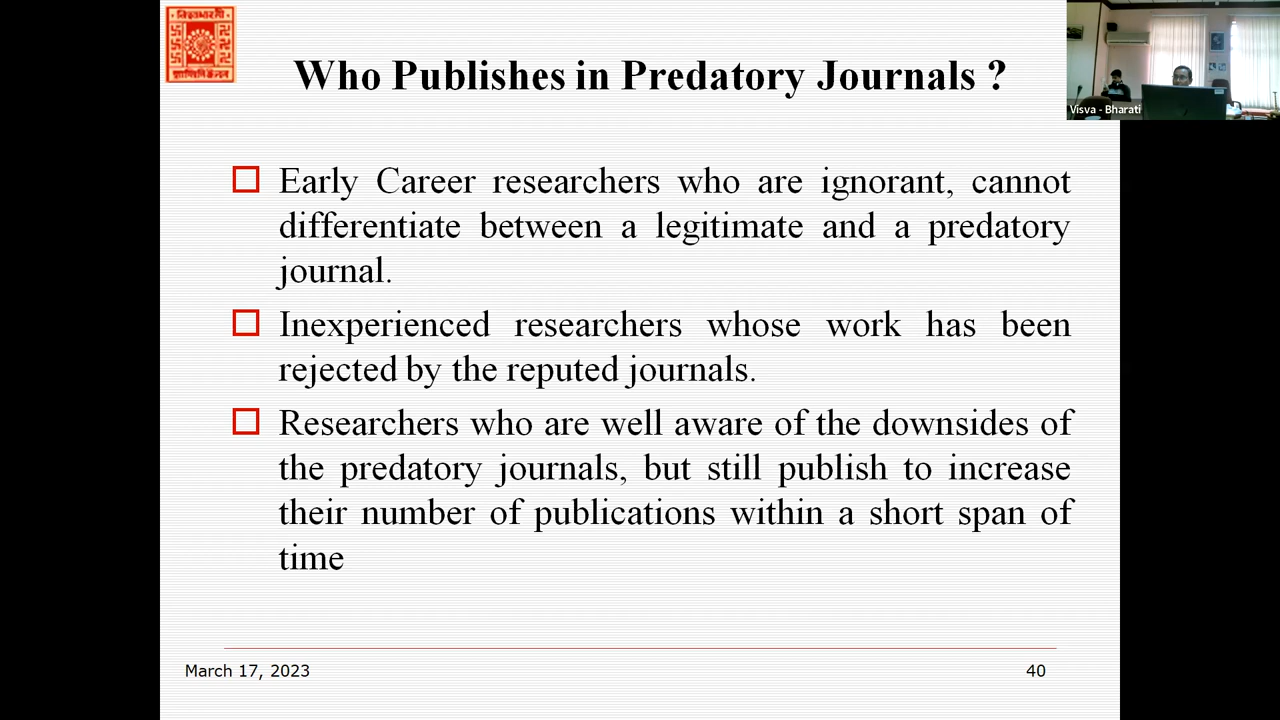 বিশ্বভারতী
Who Publishes in Predatory Journals ?
Visva - Bharati
Early Career researchers who are ignorant, cannot
differentiate between a legitimate and a predatory
journal.
Inexperienced researchers whose work has been
rejected by the reputed journals.
Researchers who are well aware of the downsides of
the predatory journals, but still publish to increase
their number of publications within a short span of
time
March 17, 2023
40